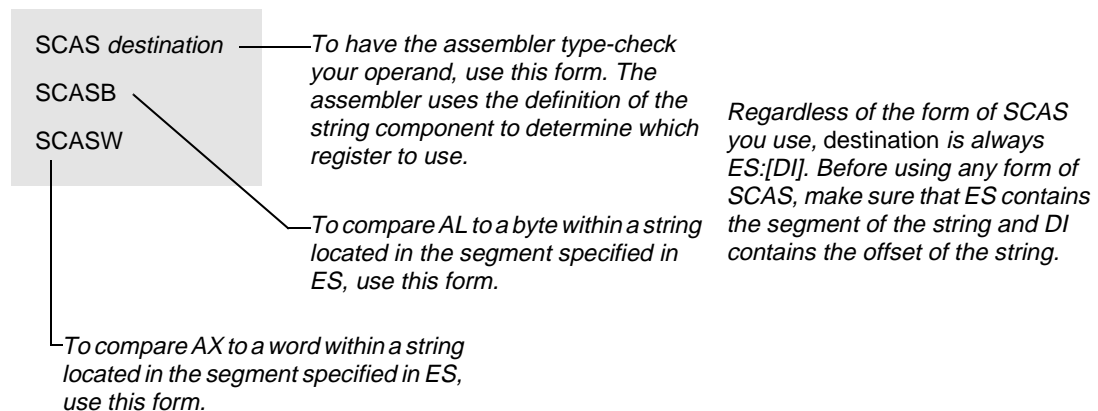 SCAS destination
SCASB
SCASW
To have the assembler type-check
your operand, use this form. The
assembler uses the definition of the
string component to determine which
register to use.
To compare AL to a byte within a string
located in the segment specified in
ES, use this form.
To compare AX to a word within a string
located in the segment specified in ES,
use this form.
Regardless of the form of SCAS
you use, destination is always
ES:[DI]. Before using any form of
SCAS, make sure that ES contains
the segment of the string and DI
contains the offset of the string.